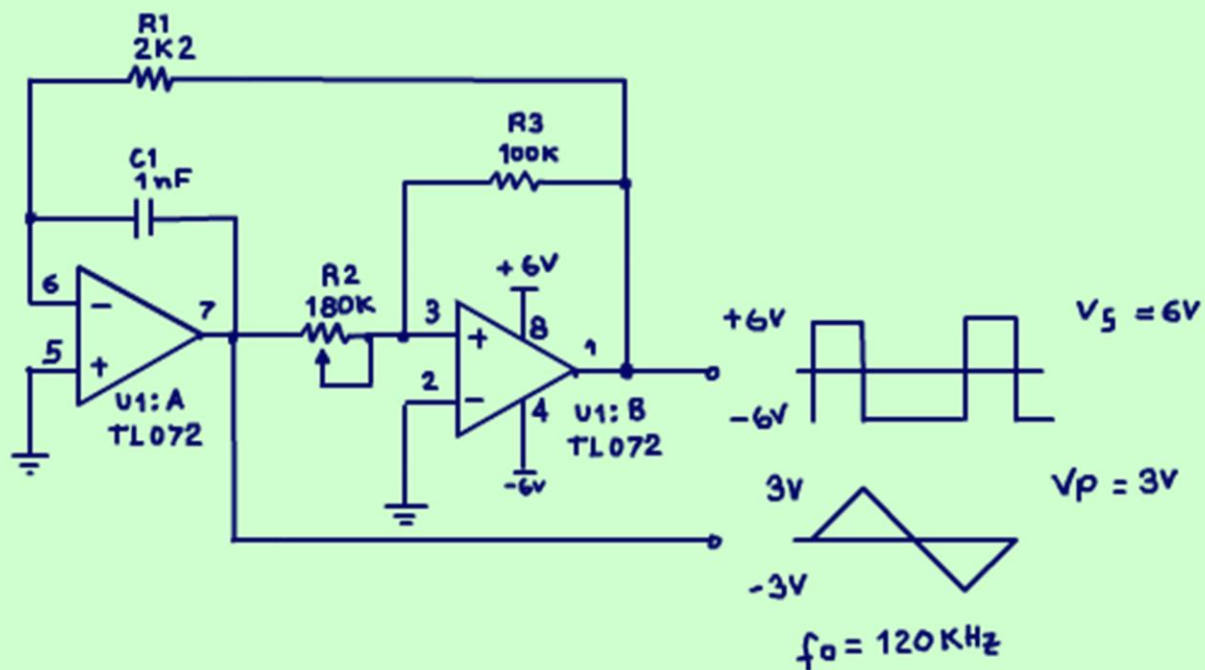 R1
2K2
R3
100K
C1
1nF
R2
180K
+6V
6
7
3
8
1
5
2
4
-6V
U1:A
TL072
U1:B
TL072
+6V
-6V
Vs = 6V
3V
-3V
Vp = 3V
fo = 120KHz